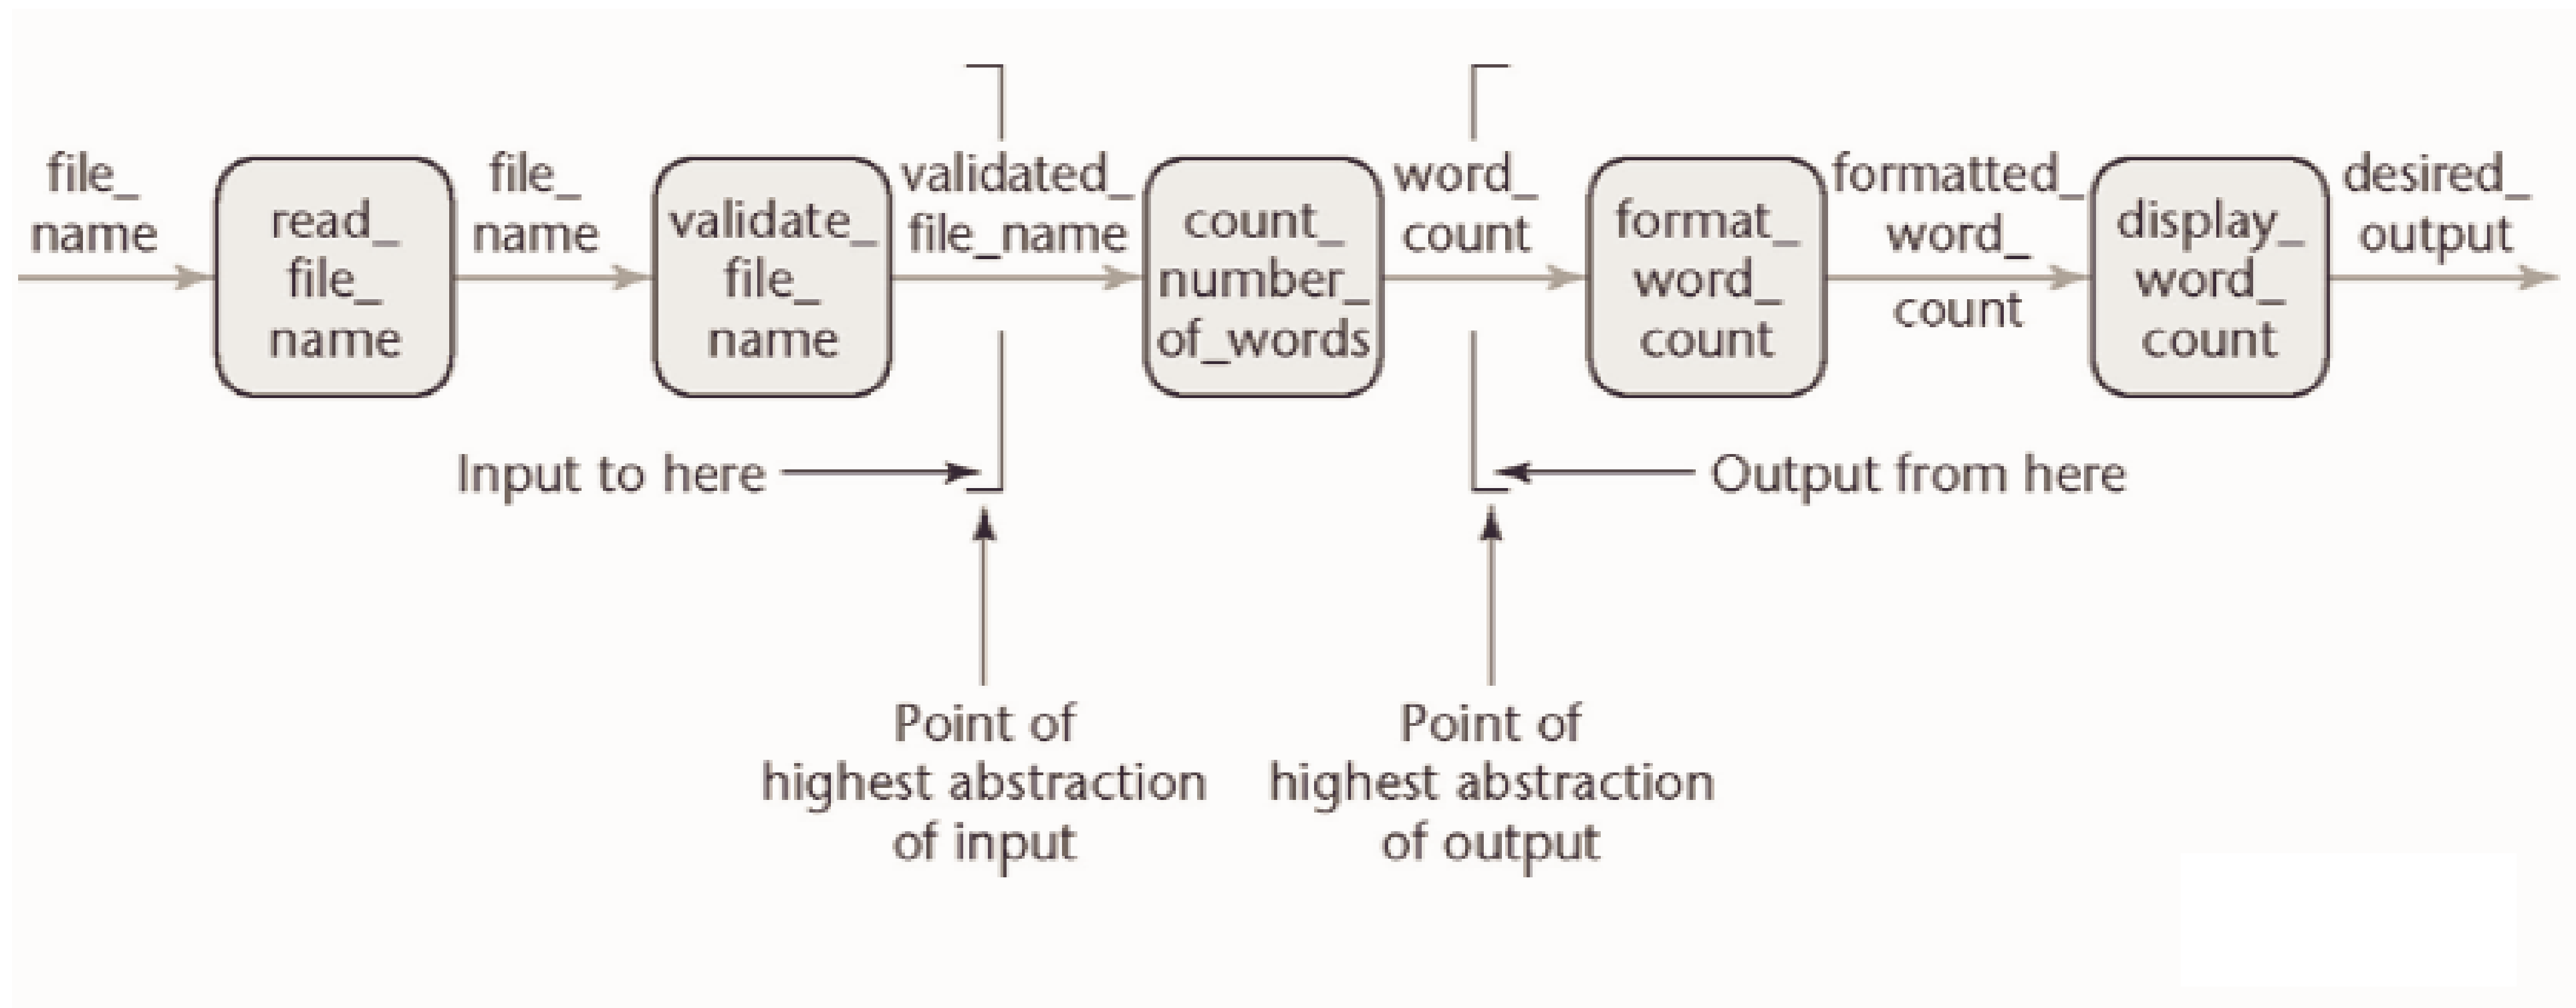 file_
name
read_
file_
name
file_
name
validate_
file_
name
validated_
file_name
count_
number_
of_words
word_
count
format_
word_
count
formatted_
word_
count
display_
word_
count
desired_
output
Input to here
Output from here
Point of
highest abstraction
of input
Point of
highest abstraction
of output